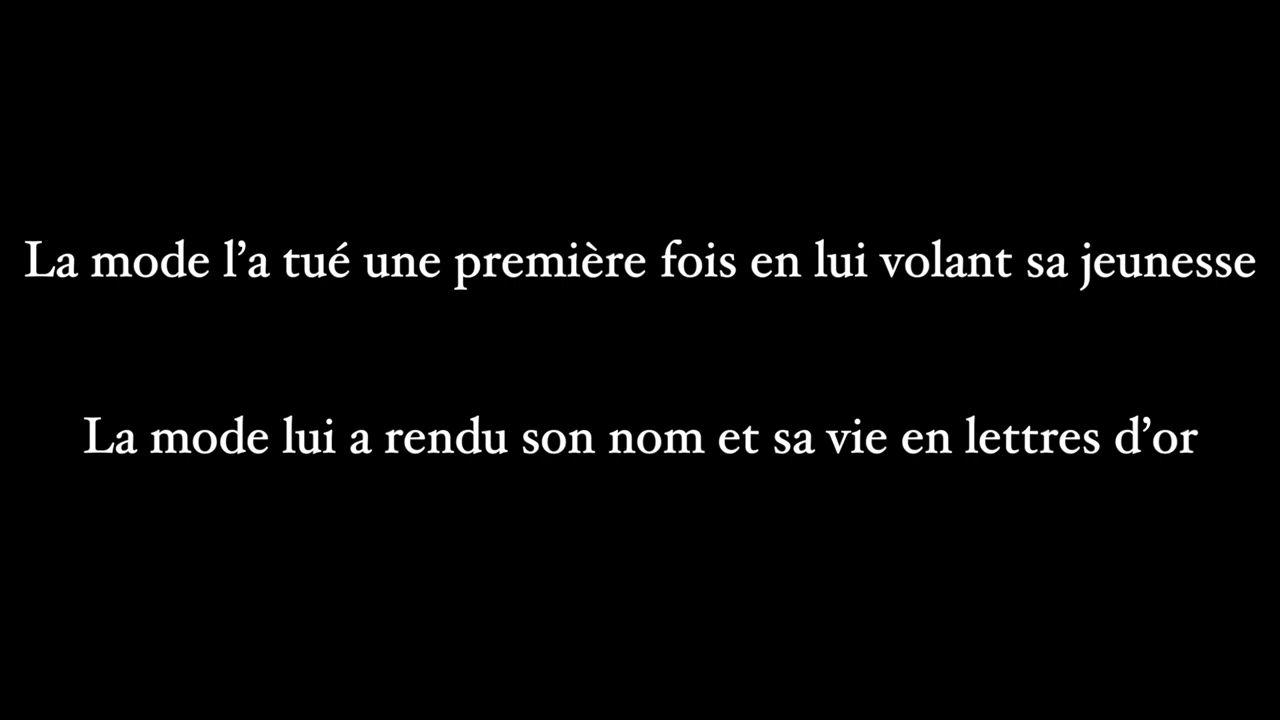 La mode l’a tué une première fois en lui volant sa jeunesse
La mode lui a rendu son nom et sa vie en lettres d’or